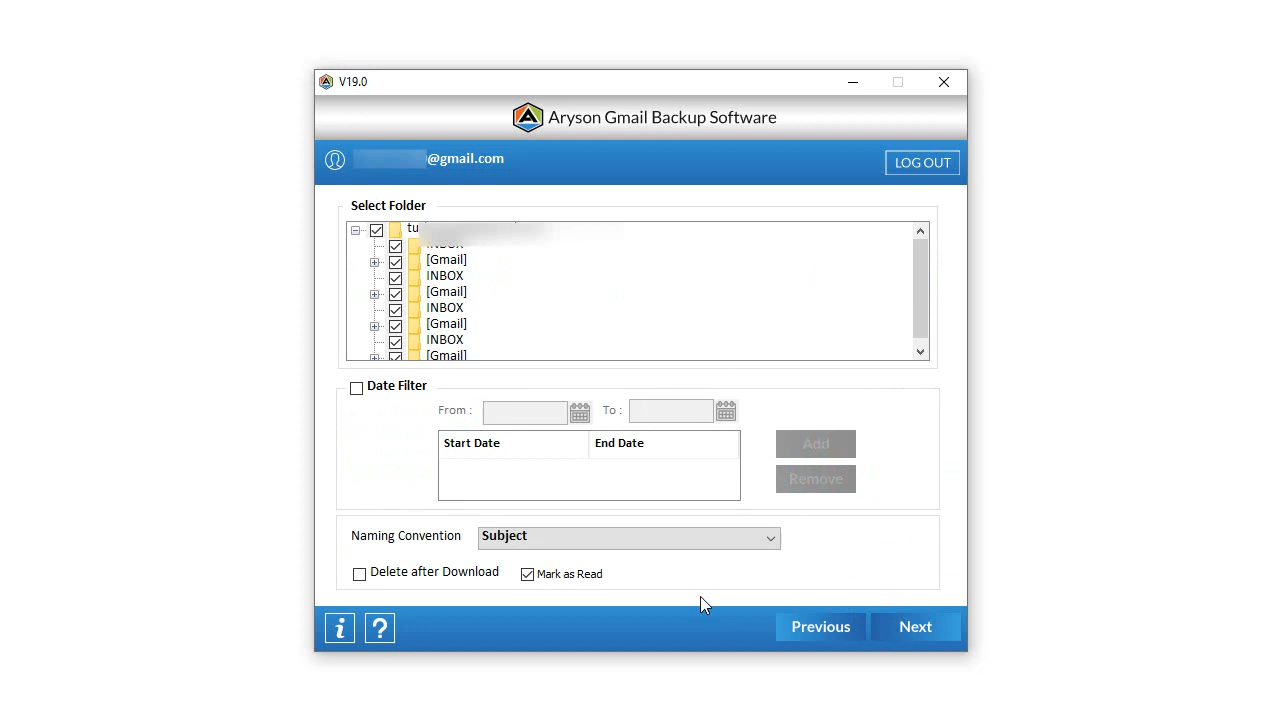 V19.0
Aryson Gmail Backup Software
@gmail.com
LOG OUT
Select Folder
tu
INBOX
[Gmail]
INBOX
[Gmail]
INBOX
[Gmail]
INBOX
[Gmail]
Date Filter
From :
To :
Start Date
End Date
Add
Remove
Naming Convention
Subject
Delete after Download
Mark as Read
i
?
Previous
Next